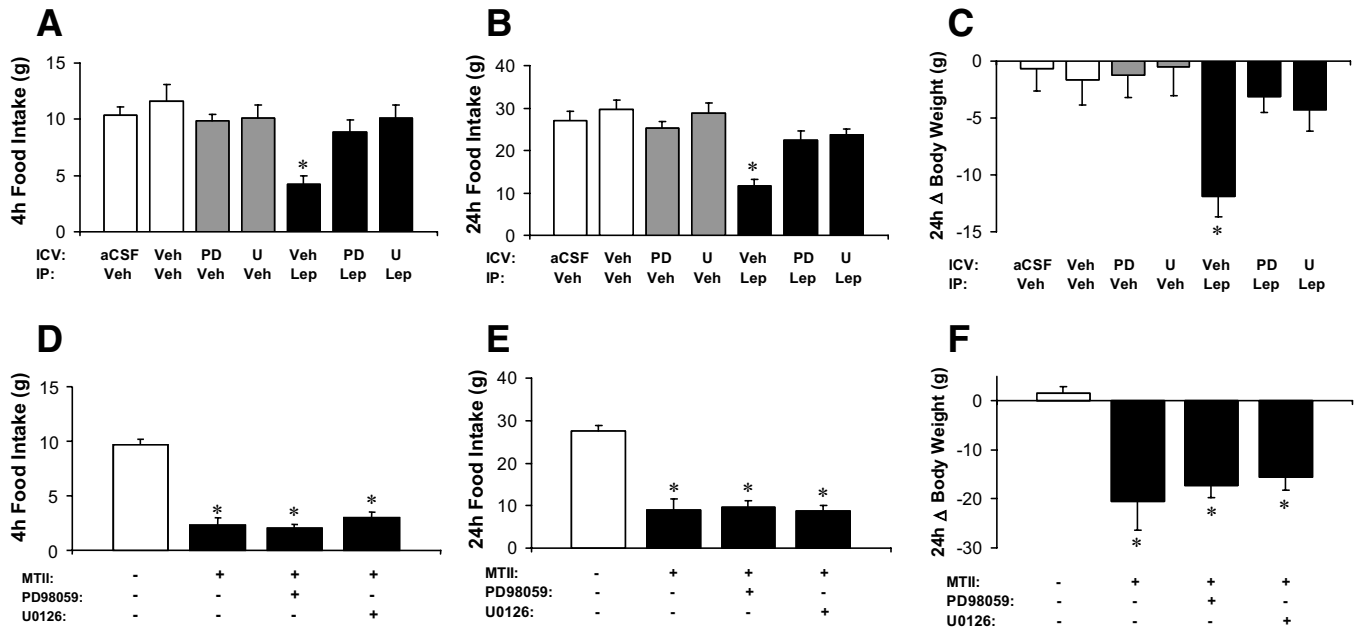 A
4h Food Intake (g)
15
10
5
0
*
ICV: aCSF Veh PD U Veh PD U
IP: Veh Veh Veh Veh Lep Lep Lep
B
24h Food Intake (g)
40
30
20
10
0
*
ICV: aCSF Veh PD U Veh PD U
IP: Veh Veh Veh Veh Lep Lep Lep
C
24h Δ Body Weight (g)
0
-5
-10
-15
*
ICV: aCSF Veh PD U Veh PD U
IP: Veh Veh Veh Veh Lep Lep Lep
D
4h Food Intake (g)
15
10
5
0
* * *
MTII: - + + +
PD98059: - - + -
U0126: - - - +
E
24h Food Intake (g)
40
30
20
10
0
* * *
MTII: - + + +
PD98059: - - + -
U0126: - - - +
F
24h Δ Body Weight (g)
0
-10
-20
-30
* * *
MTII: - + + +
PD98059: - - + -
U0126: - - - +